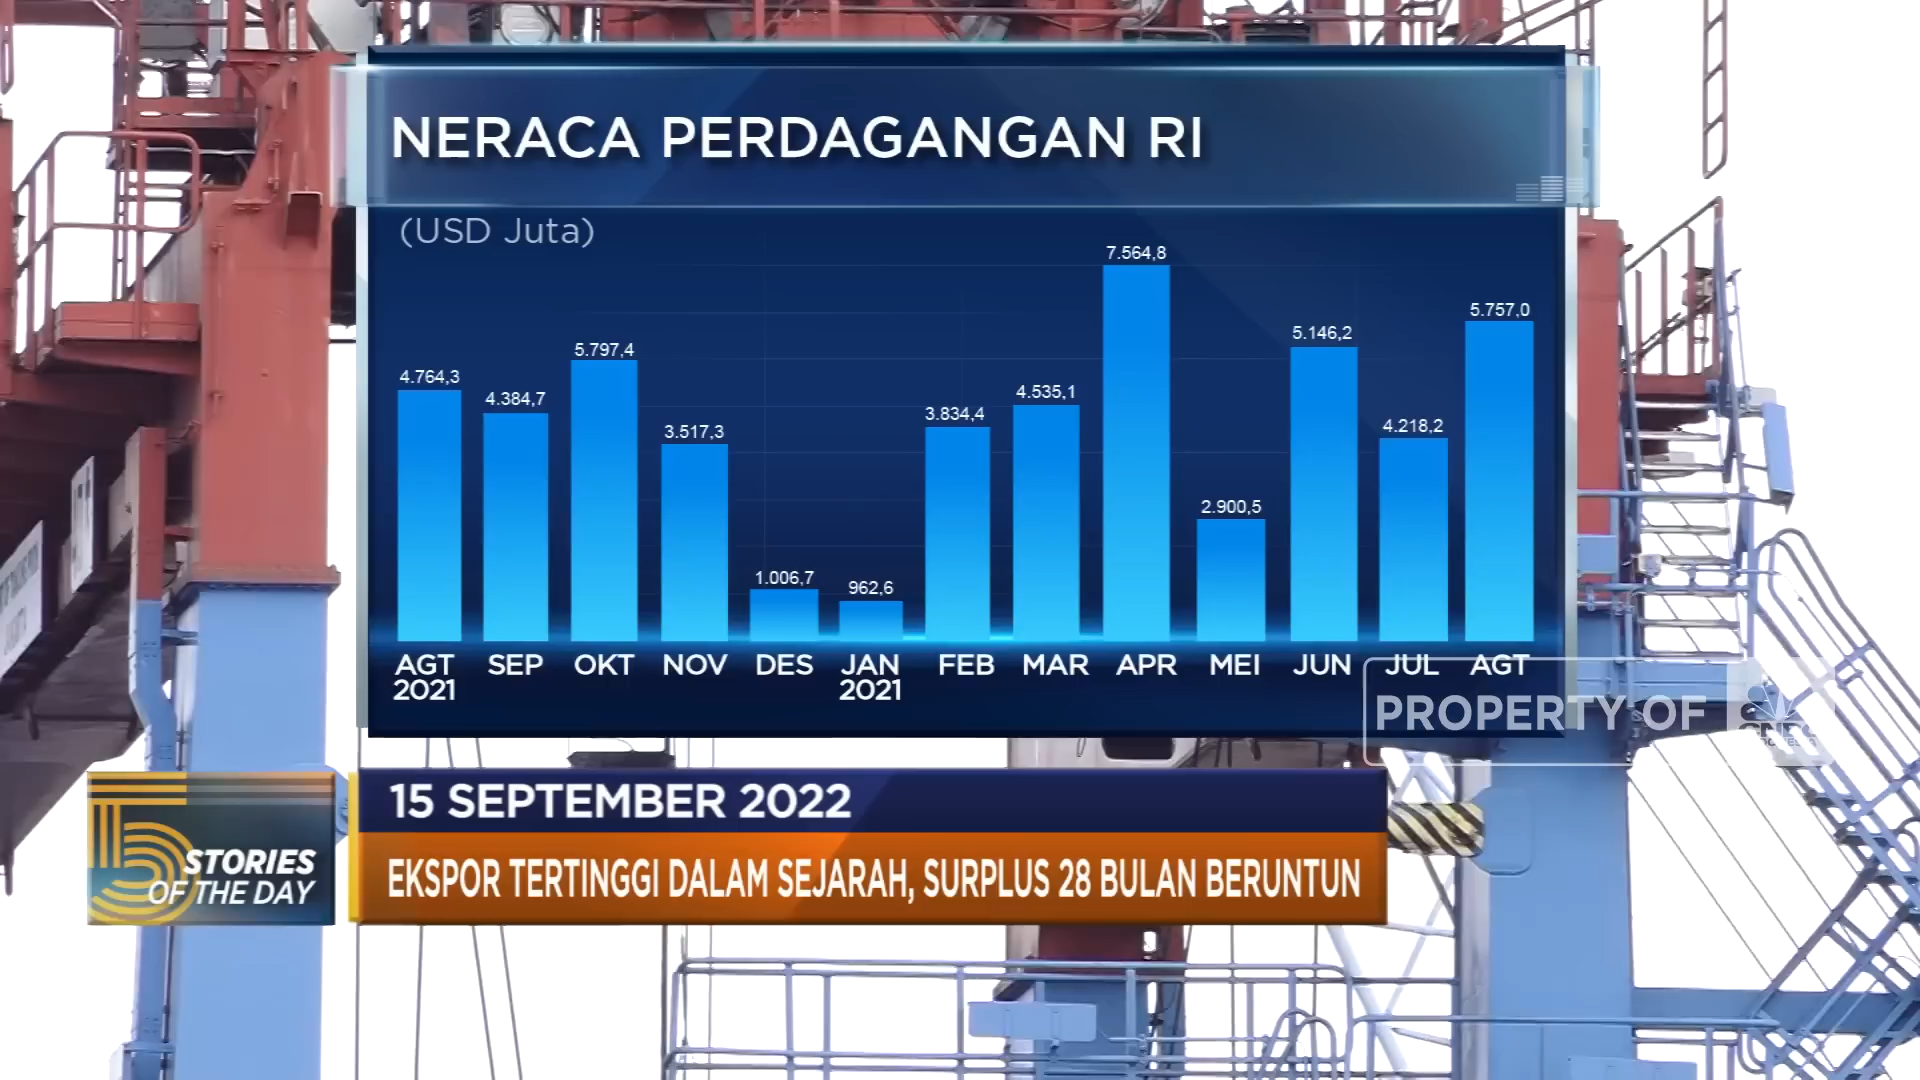 NERACA PERDAGANGAN RI
(USD Juta)
4.764,3
4.384,7
5.797,4
3.517,3
1.006,7
962,6
3.834,4
4.535,1
7.564,8
2.900,5
5.146,2
4.218,2
5.757,0
AGT SEP OKT NOV DES JAN FEB MAR APR MEI JUN JUL AGT
2021 2021
PROPERTY OF
15 SEPTEMBER 2022
EKSPOR TERTINGGI DALAM SEJARAH, SURPLUS 28 BULAN BERUNTUN
5 STORIES
OF THE DAY